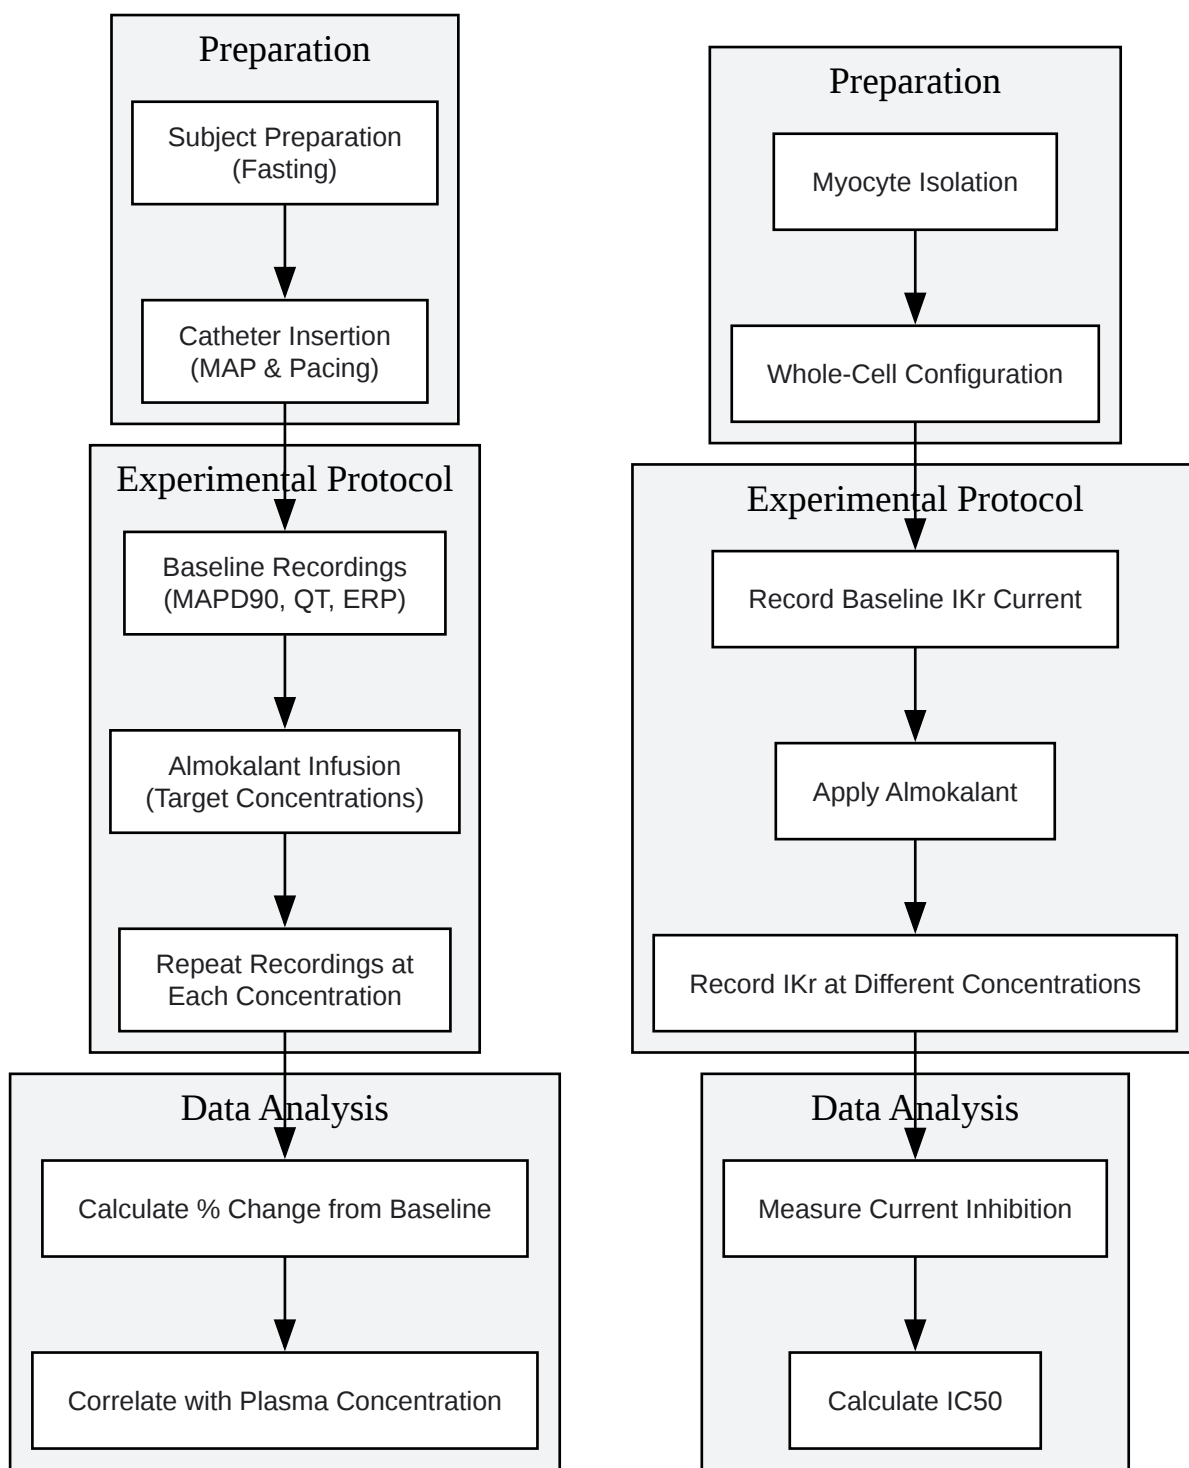 Preparation
Subject Preparation
(Fasting)
Catheter Insertion
(MAP & Pacing)
Experimental Protocol
Baseline Recordings
(MAPD90, QT, ERP)
Almokalant Infusion
(Target Concentrations)
Repeat Recordings at
Each Concentration
Data Analysis
Calculate % Change from Baseline
Correlate with Plasma Concentration
Preparation
Myocyte Isolation
Whole-Cell Configuration
Experimental Protocol
Record Baseline IKr Current
Apply Almokalant
Record IKr at Different Concentrations
Data Analysis
Measure Current Inhibition
Calculate IC50